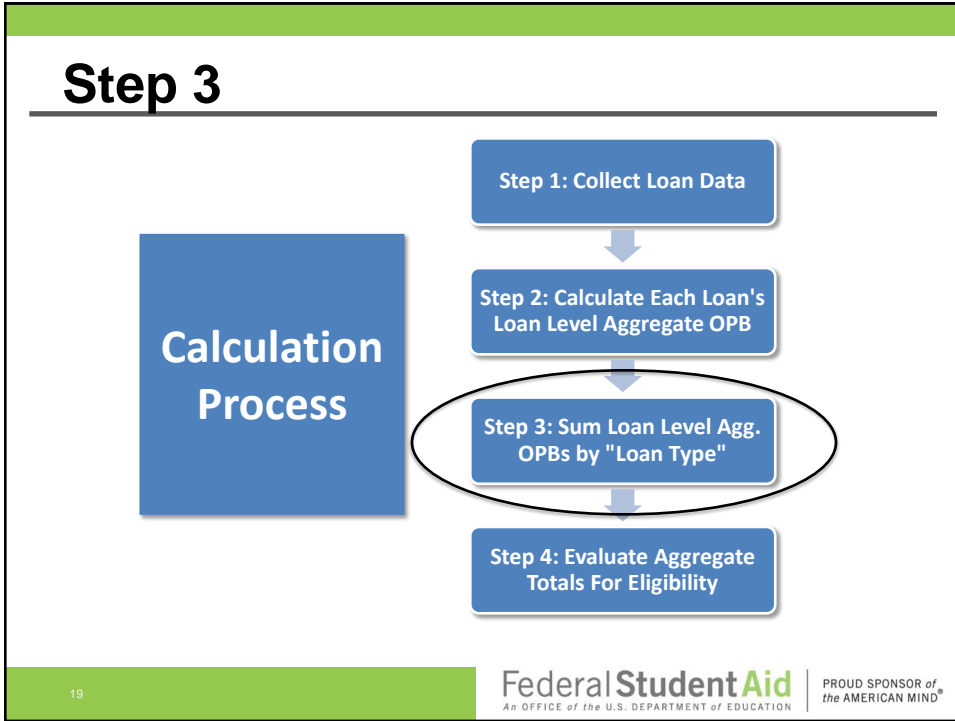 Step 3
Calculation
Process
Step 1: Collect Loan Data
Step 2: Calculate Each Loan's
Loan Level Aggregate OPB
Step 3: Sum Loan Level Agg.
OPBs by "Loan Type"
Step 4: Evaluate Aggregate
Totals For Eligibility
19
Federal Student Aid
An OFFICE of the U.S. DEPARTMENT of EDUCATION
PROUD SPONSOR of
the AMERICAN MIND®